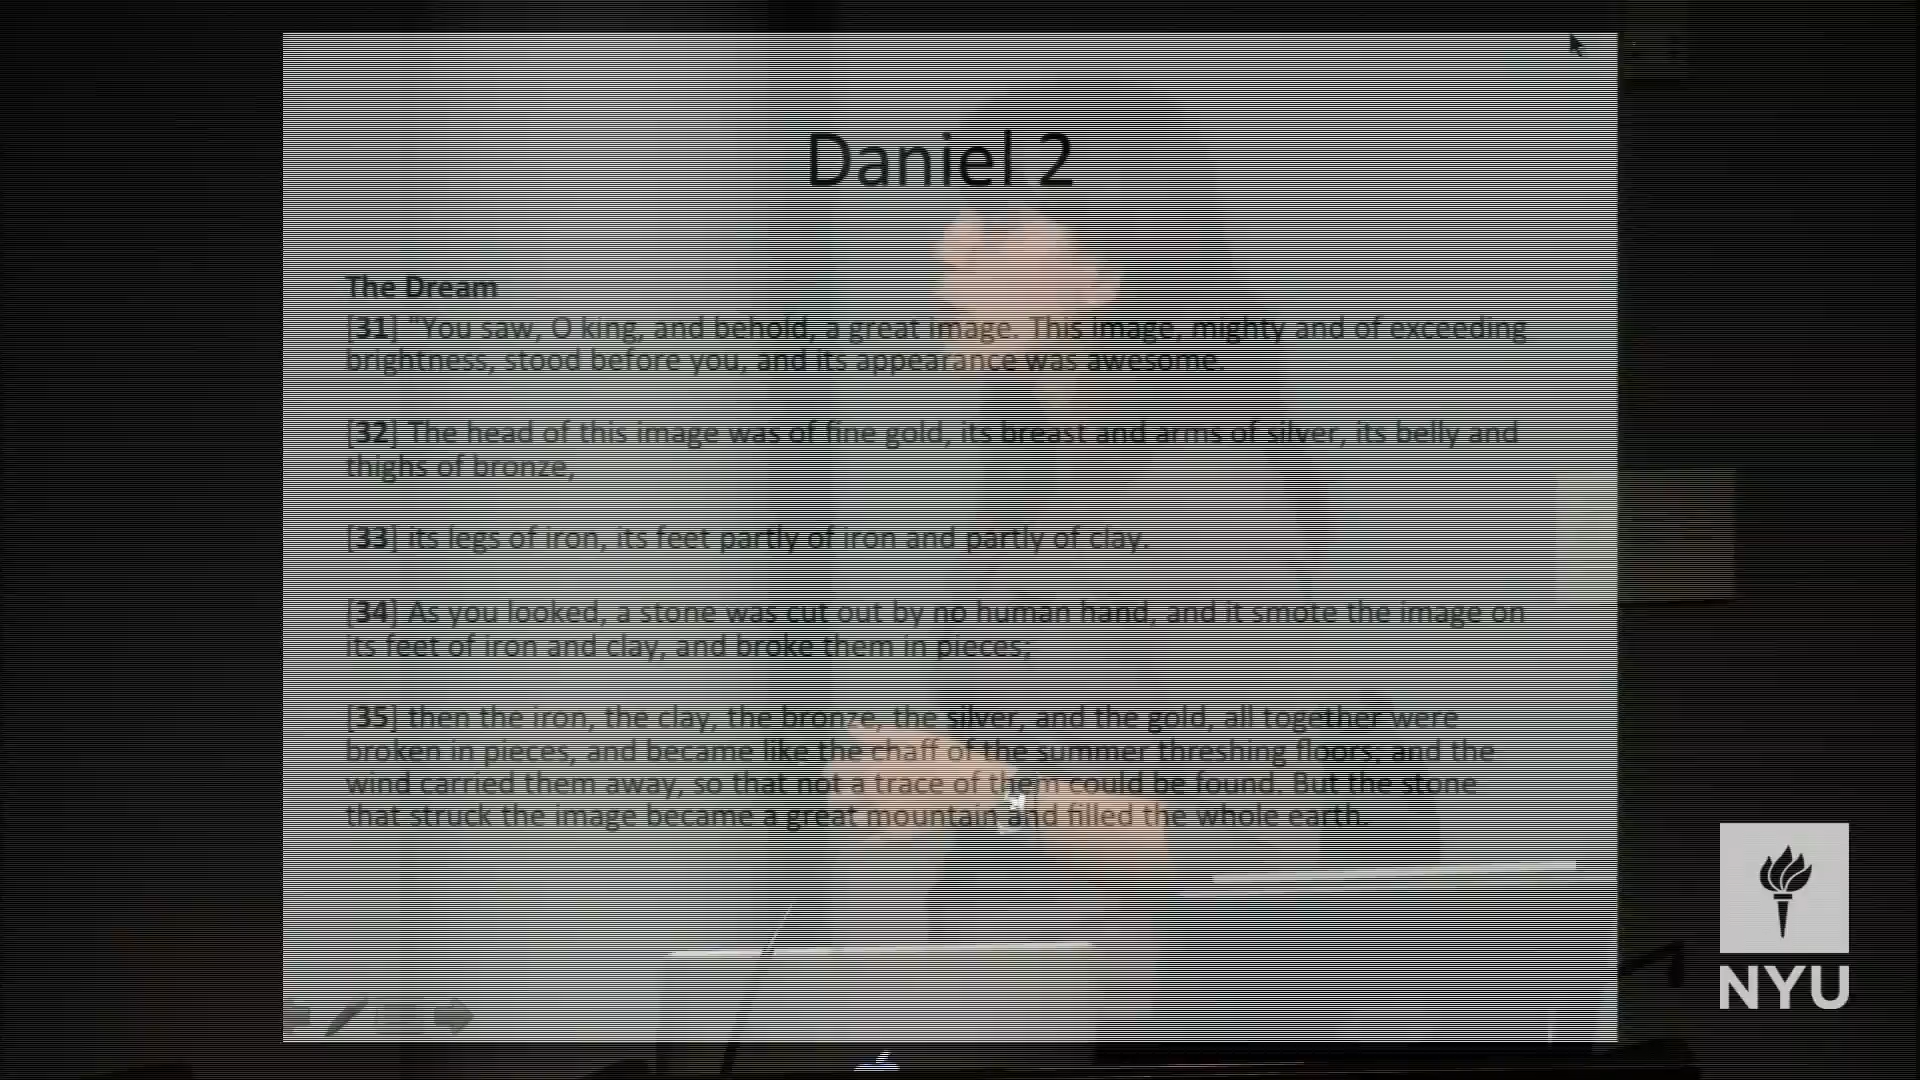 Daniel 2
The Dream
[31] "You saw, O king, and behold, a great image. This image, mighty and of exceeding
brightness, stood before you, and its appearance was awesome.
[32] The head of this image was of fine gold, its breast and arms of silver, its belly and
thighs of bronze,
[33] its legs of iron, its feet partly of iron and partly of clay.
[34] As you looked, a stone was cut out by no human hand, and it smote the image on
its feet of iron and clay, and broke them in pieces;
[35] then the iron, the clay, the bronze, the silver, and the gold, all together were
broken in pieces, and became like the chaff of the summer threshing floors; and the
wind carried them away, so that not a trace of them could be found. But the stone
that struck the image became a great mountain and filled the whole earth.
NYU